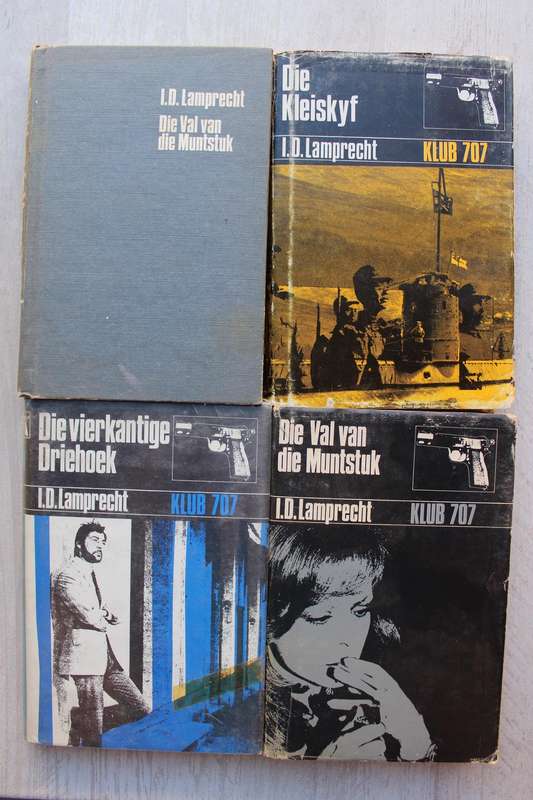 I.D. Lamprecht
Die Val van
die Muntstuk
Die
Kleiskyf
I.D. Lamprecht KLUB 707
Die vierkantige
Driehoek
I.D. Lamprecht KLUB 707
Die Val van
die Muntstuk
I.D. Lamprecht KLUB 707